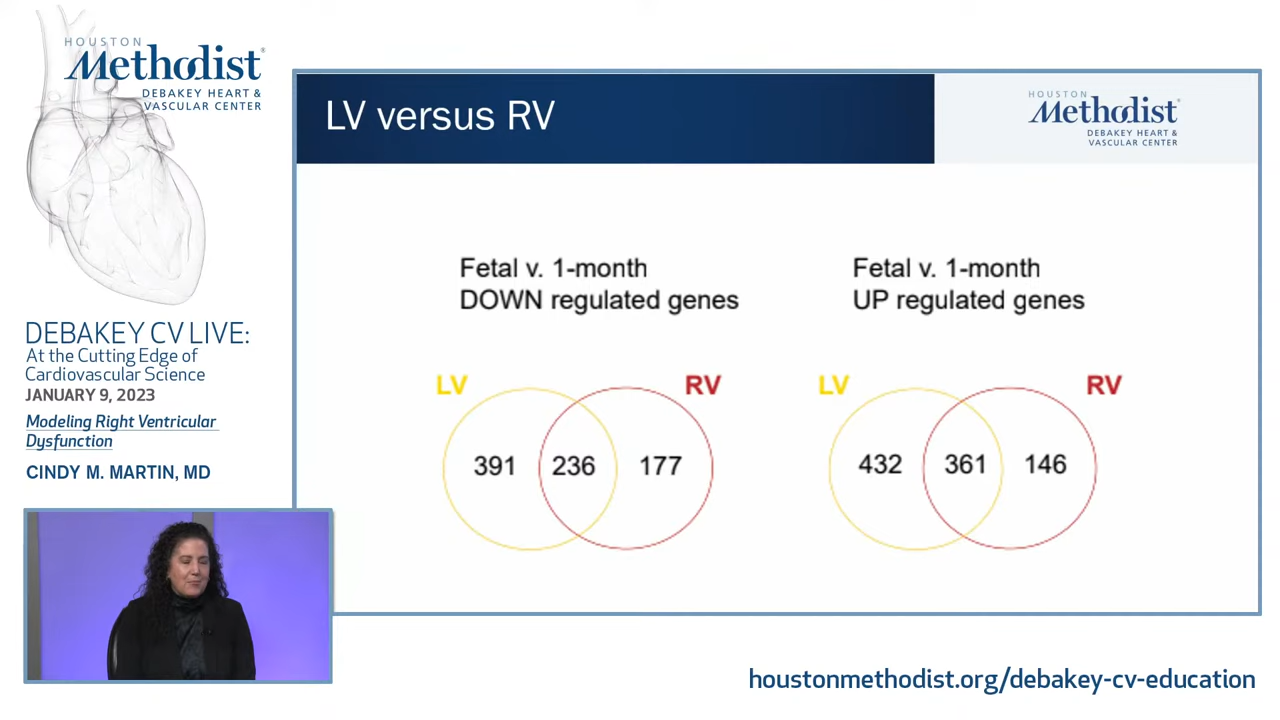 HOUSTON
Methodist
DEBAKEY HEART &
VASCULAR CENTER
DEBAKEY CV LIVE:
At the Cutting Edge of
Cardiovascular Science
JANUARY 9, 2023
Modeling Right Ventricular
Dysfunction
CINDY M. MARTIN, MD
LV versus RV
HOUSTON
Methodist
DEBAKEY HEART &
VASCULAR CENTER
Fetal v. 1-month
DOWN regulated genes
LV
RV
391
236
177
Fetal v. 1-month
UP regulated genes
LV
RV
432
361
146
houstonmethodist.org/debakey-cv-education